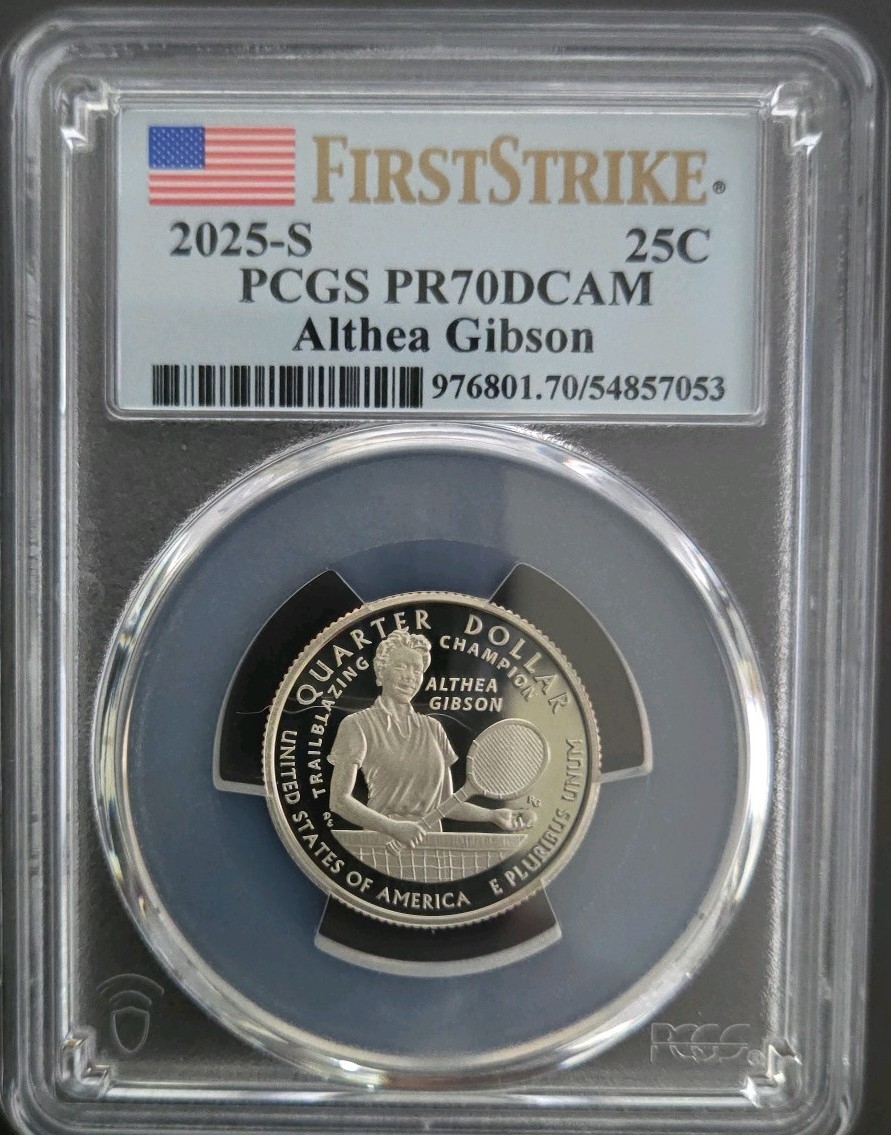 FIRSTSTRIKE®
2025-S 25C
PCGS PR70DCAM
Althea Gibson
976801.70/54857053
QUARTER DOLLAR
TRAILBLAZING CHAMPION
ALTHEA
GIBSON
UNITED STATES OF AMERICA
E PLURIBUS UNUM
PCGS